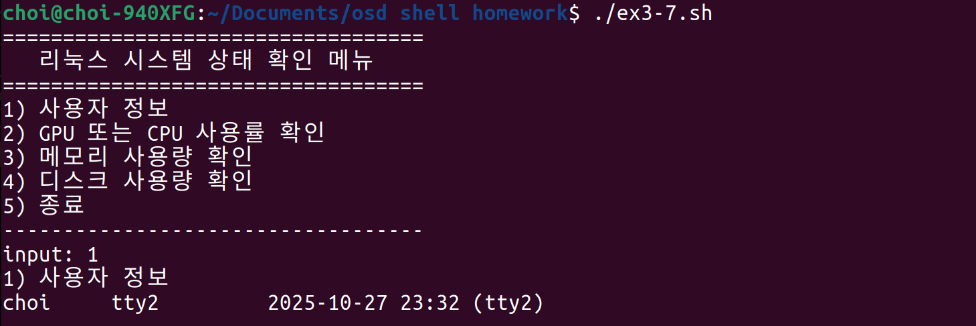 choi@choi-940XFG:~/Documents/osd shell homework$ ./ex3-7.sh
===================================
리눅스 시스템 상태 확인 메뉴
===================================
1) 사용자 정보
2) GPU 또는 CPU 사용률 확인
3) 메모리 사용량 확인
4) 디스크 사용량 확인
5) 종료
-----------------------------------
input: 1
1) 사용자 정보
choi     tty2         2025-10-27 23:32 (tty2)